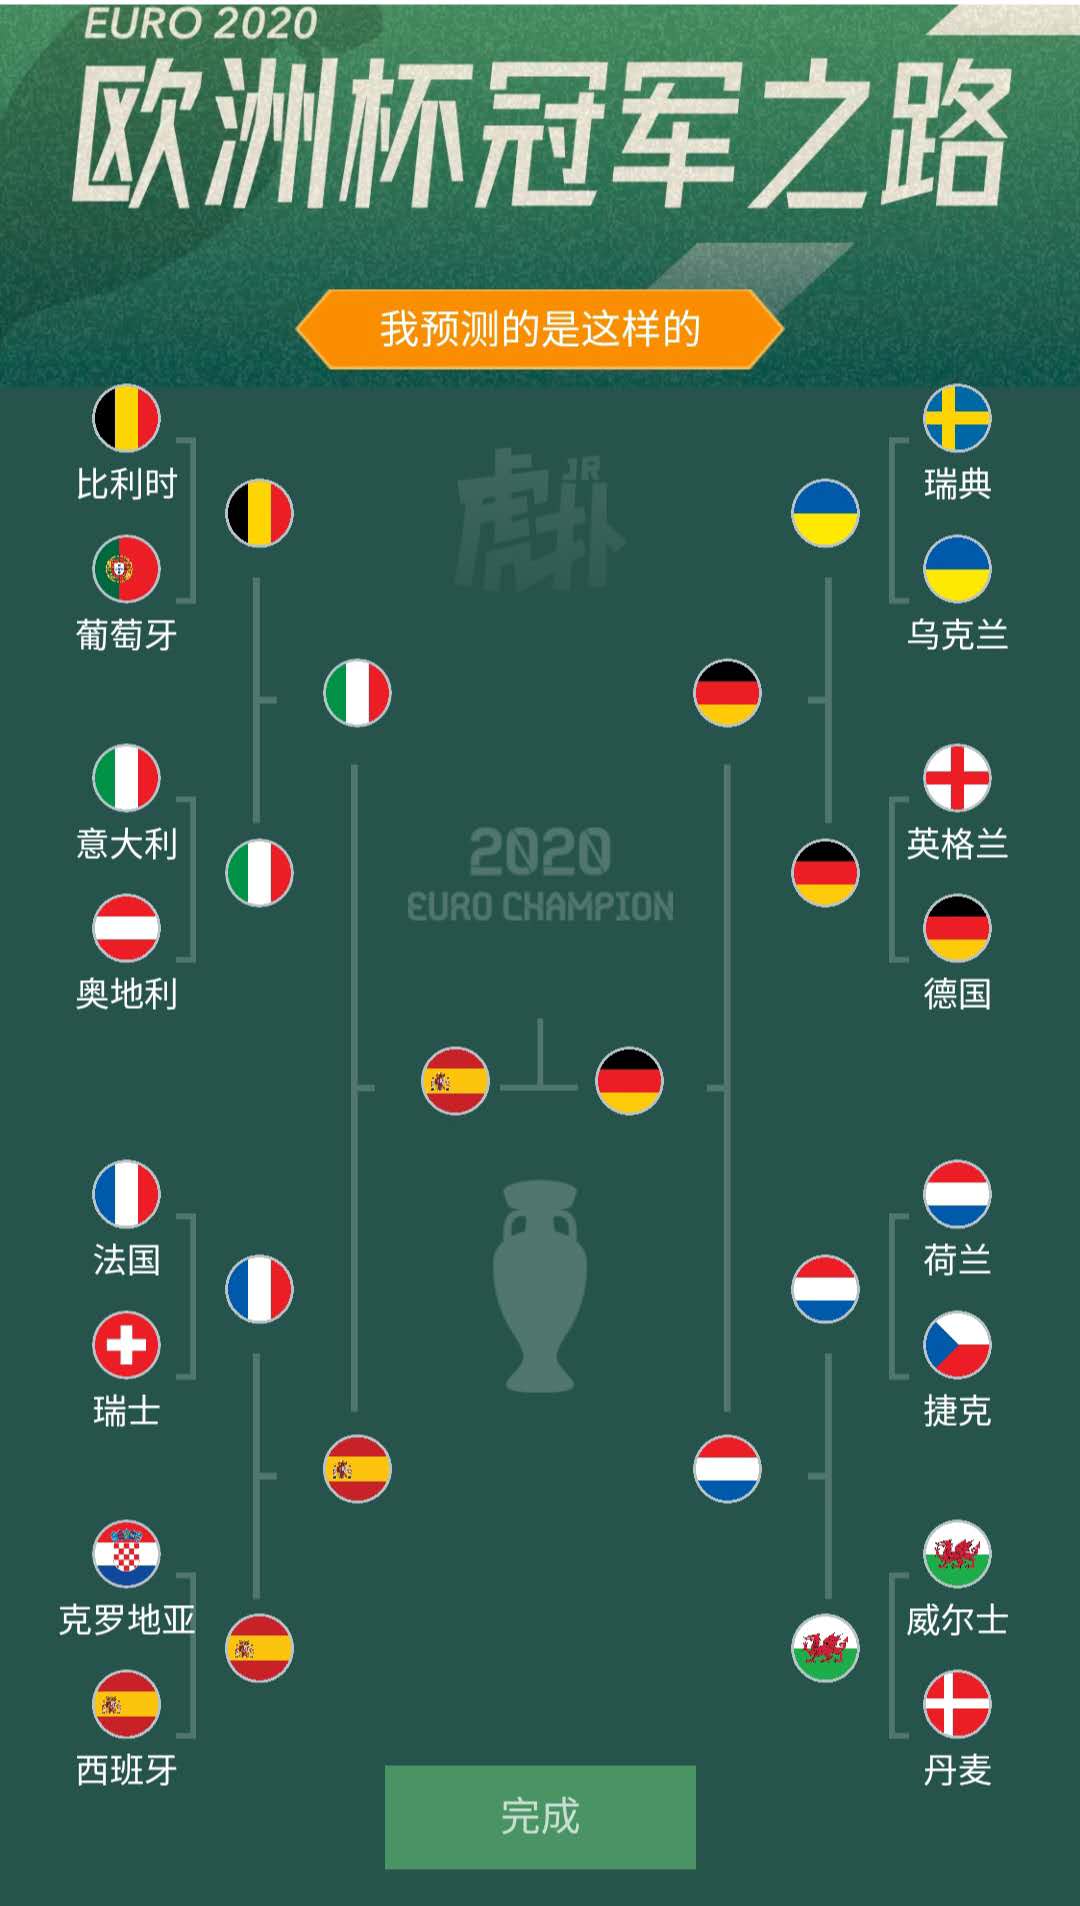 EURO 2020
欧洲杯冠军之路
我预测的是这样的
虎扑JR
比利时
瑞典
葡萄牙
乌克兰
意大利
英格兰
2020
EURO CHAMPION
奥地利
德国
法国
荷兰
瑞士
捷克
克罗地亚
威尔士
西班牙
丹麦
完成